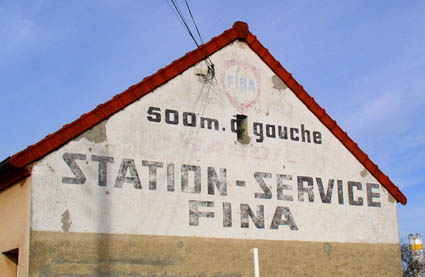 FINA
500m. à gauche
STATION-SERVICE
FINA